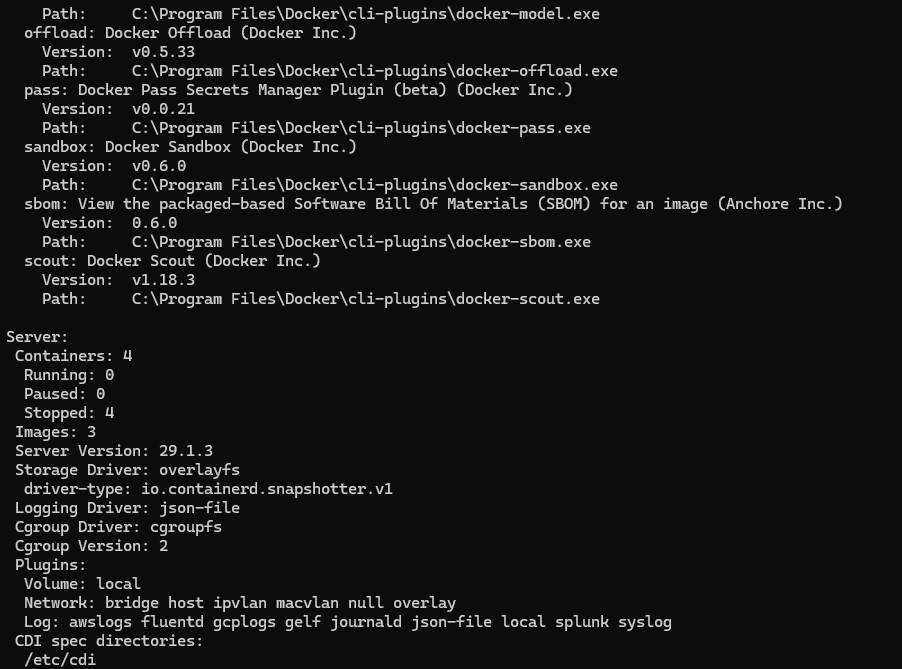 Path:     C:\Program Files\Docker\cli-plugins\docker-model.exe
offload: Docker Offload (Docker Inc.)
Version:  v0.5.33
Path:     C:\Program Files\Docker\cli-plugins\docker-offload.exe
pass: Docker Pass Secrets Manager Plugin (beta) (Docker Inc.)
Version:  v0.0.21
Path:     C:\Program Files\Docker\cli-plugins\docker-pass.exe
sandbox: Docker Sandbox (Docker Inc.)
Version:  v0.6.0
Path:     C:\Program Files\Docker\cli-plugins\docker-sandbox.exe
sbom: View the packaged-based Software Bill Of Materials (SBOM) for an image (Anchore Inc.)
Version:  0.6.0
Path:     C:\Program Files\Docker\cli-plugins\docker-sbom.exe
scout: Docker Scout (Docker Inc.)
Version:  v1.18.3
Path:     C:\Program Files\Docker\cli-plugins\docker-scout.exe

Server:
Containers: 4
Running: 0
Paused: 0
Stopped: 4
Images: 3
Server Version: 29.1.3
Storage Driver: overlayfs
driver-type: io.containerd.snapshotter.v1
Logging Driver: json-file
Cgroup Driver: cgroupfs
Cgroup Version: 2
Plugins:
Volume: local
Network: bridge host ipvlan macvlan null overlay
Log: awslogs fluentd gcplogs gelf journald json-file local splunk syslog
CDI spec directories:
/etc/cdi